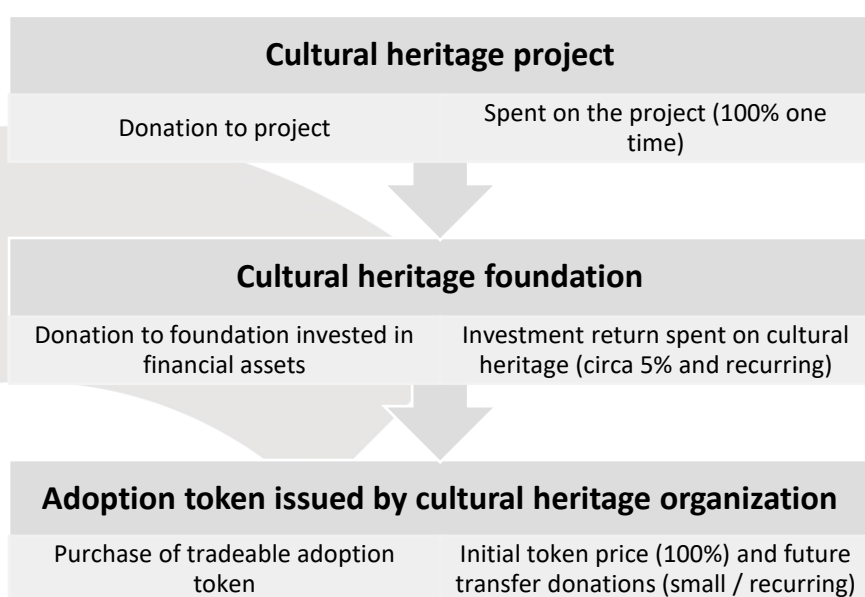 Cultural heritage project
Donation to project
Spent on the project (100% one
time)
Cultural heritage foundation
Donation to foundation invested in
financial assets
Investment return spent on cultural
heritage (circa 5% and recurring)
Adoption token issued by cultural heritage organization
Purchase of tradeable adoption
token
Initial token price (100%) and future
transfer donations (small / recurring)